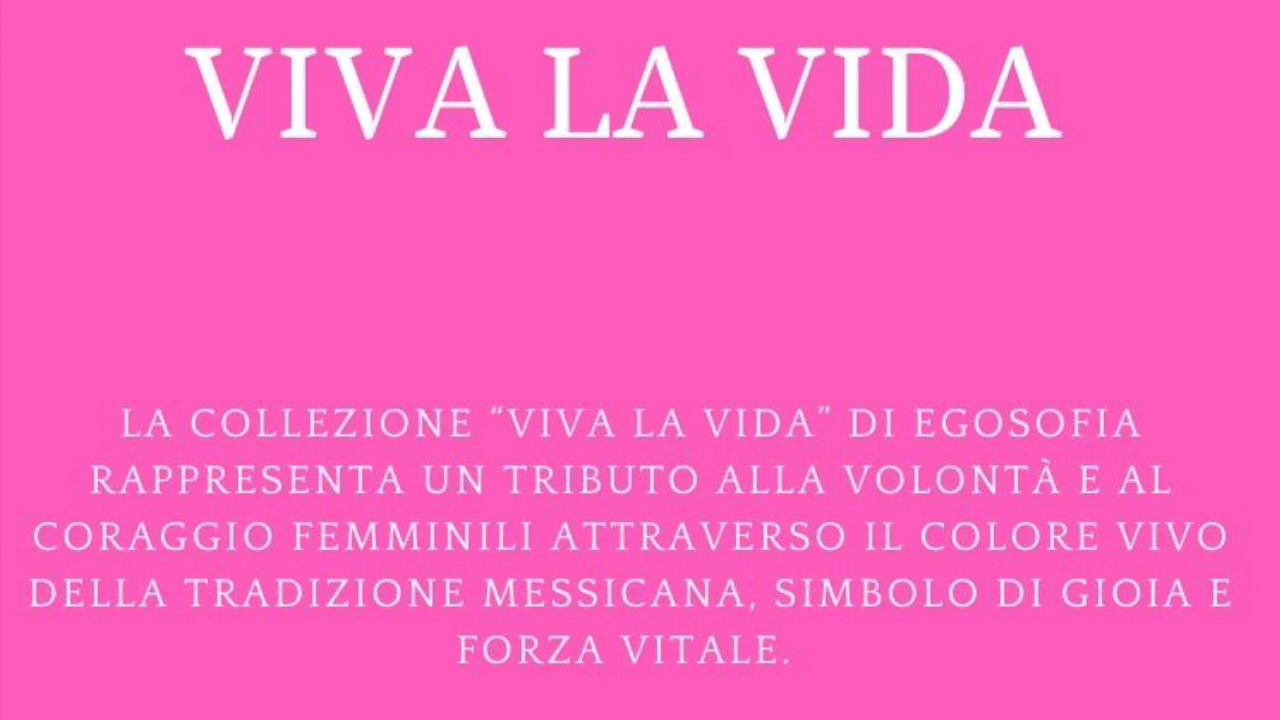 VIVA LA VIDA
LA COLLEZIONE “VIVA LA VIDA” DI EGOSOFIA
RAPPRESENTA UN TRIBUTO ALLA VOLONTÀ E AL
CORAGGIO FEMMINILI ATTRAVERSO IL COLORE VIVO
DELLA TRADIZIONE MESSICANA, SIMBOLO DI GIOIA E
FORZA VITALE.